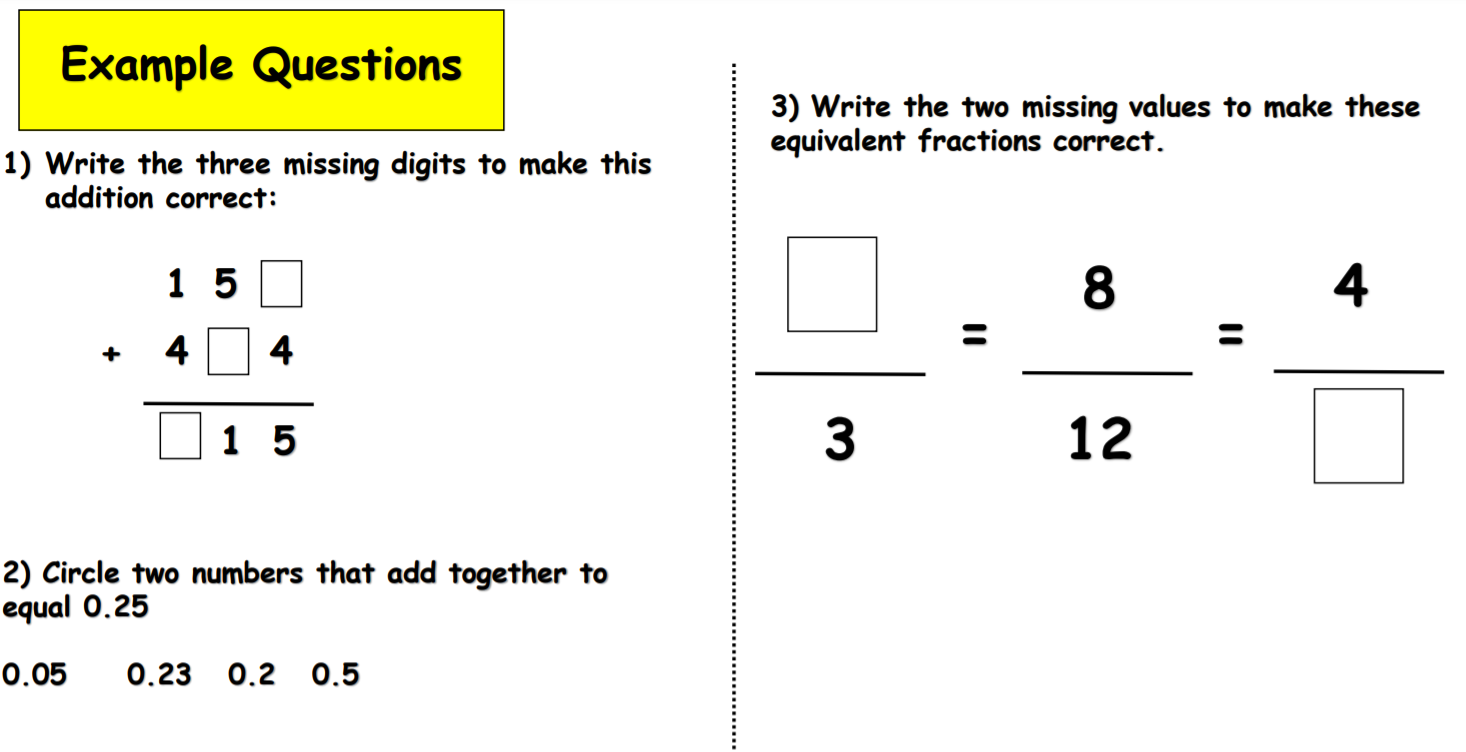 Example Questions
1) Write the three missing digits to make this
addition correct:
1 5
+ 4 4
1 5
2) Circle two numbers that add together to
equal 0.25
0.05 0.23 0.2 0.5
3) Write the two missing values to make these
equivalent fractions correct.
8 4
= =
3 12